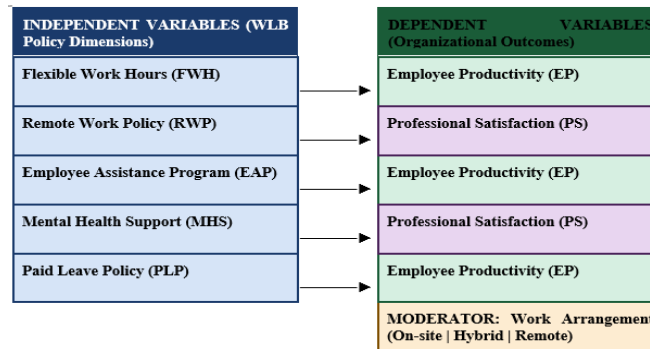 INDEPENDENT VARIABLES (WLB
Policy Dimensions)
DEPENDENT VARIABLES
(Organizational Outcomes)
Flexible Work Hours (FWH)
Employee Productivity (EP)
Remote Work Policy (RWP)
Professional Satisfaction (PS)
Employee Assistance Program (EAP)
Employee Productivity (EP)
Mental Health Support (MHS)
Professional Satisfaction (PS)
Paid Leave Policy (PLP)
Employee Productivity (EP)
MODERATOR: Work Arrangement
(On-site | Hybrid | Remote)